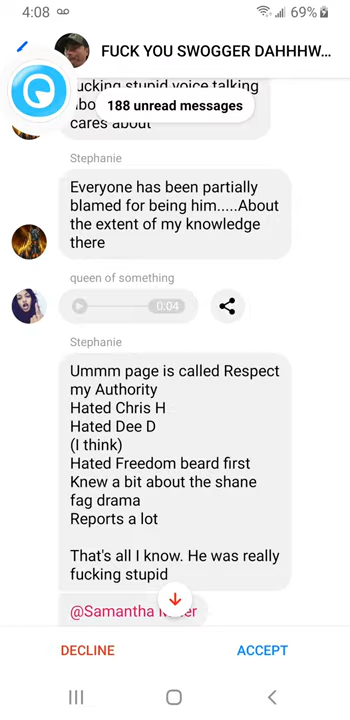 4:08
69%
FUCK YOU SWOGGER DAHHHW...
stupid voice talking
188 unread messages
cares about
Stephanie
Everyone has been partially
blamed for being him.....About
the extent of my knowledge
there
queen of something
0:04
Stephanie
Ummm page is called Respect
my Authority
Hated Chris H
Hated Dee D
(I think)
Hated Freedom beard first
Knew a bit about the shane
fag drama
Reports a lot
That's all I know. He was really
fucking stupid
@Samantha
DECLINE
ACCEPT